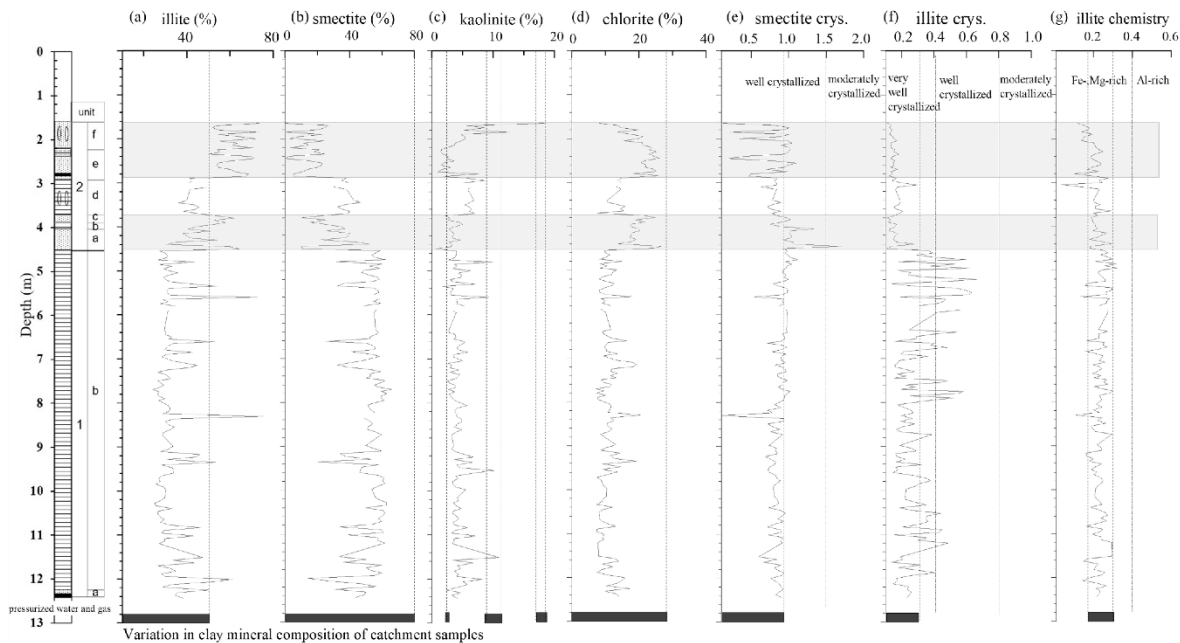 (a) illite (%) (b) smectite (%) (c) kaolinite (%) (d) chlorite (%) (e) smectite crys. (f) illite crys. (g) illite chemistry
0 40 80 0 40 80 0 10 20 0 20 40 0.5 1.0 1.5 2.0 0.2 0.4 0.6 0.8 1.0 0.2 0.4 0.6
well crystallized
moderately crystallized
very well crystallized
well crystallized
moderately crystallized
Fe-,Mg-rich
Al-rich
unit
Depth (m)
0
1
2
3
4
5
6
7
8
9
10
11
12
13
2
f
e
d
c
b
a
1
b
a
pressurized water and gas
Variation in clay mineral composition of catchment samples